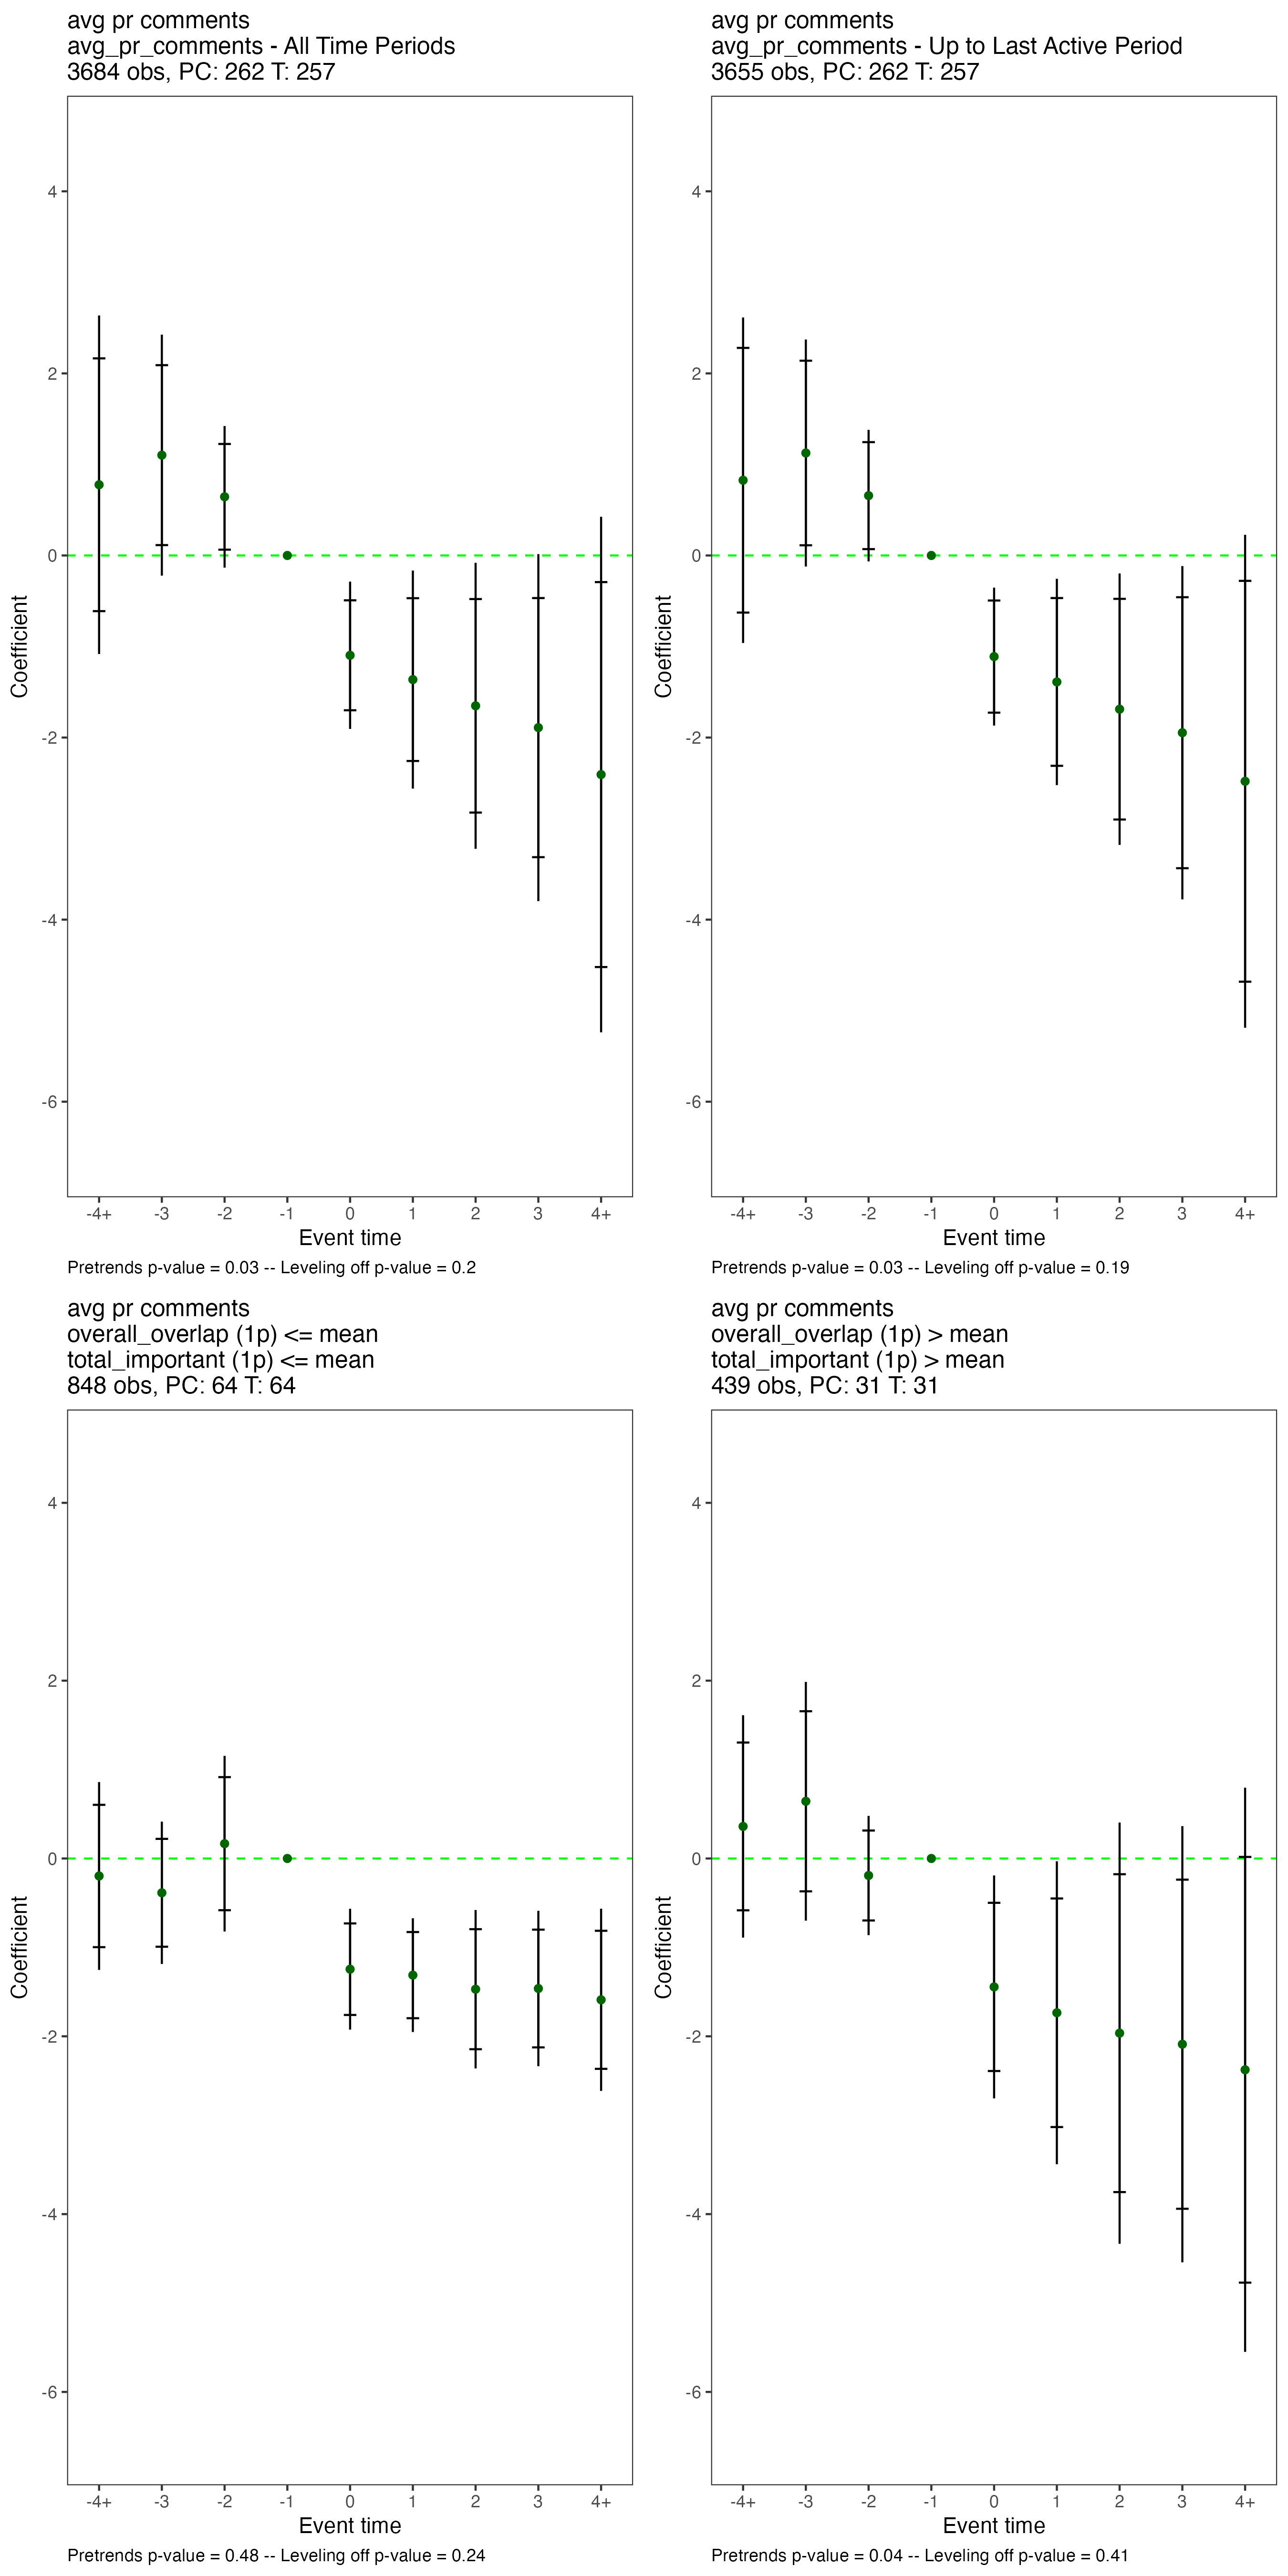 avg pr comments
avg_pr_comments - All Time Periods
3684 obs, PC: 262 T: 257
4
2
0
-2
-4
-6
Coefficient
-4+ -3 -2 -1 0 1 2 3 4+
Event time
Pretrends p-value = 0.03 -- Leveling off p-value = 0.2
avg pr comments
avg_pr_comments - Up to Last Active Period
3655 obs, PC: 262 T: 257
4
2
0
-2
-4
-6
Coefficient
-4+ -3 -2 -1 0 1 2 3 4+
Event time
Pretrends p-value = 0.03 -- Leveling off p-value = 0.19
avg pr comments
overall_overlap (1p) <= mean
total_important (1p) <= mean
848 obs, PC: 64 T: 64
4
2
0
-2
-4
-6
Coefficient
-4+ -3 -2 -1 0 1 2 3 4+
Event time
Pretrends p-value = 0.48 -- Leveling off p-value = 0.24
avg pr comments
overall_overlap (1p) > mean
total_important (1p) > mean
439 obs, PC: 31 T: 31
4
2
0
-2
-4
-6
Coefficient
-4+ -3 -2 -1 0 1 2 3 4+
Event time
Pretrends p-value = 0.04 -- Leveling off p-value = 0.41